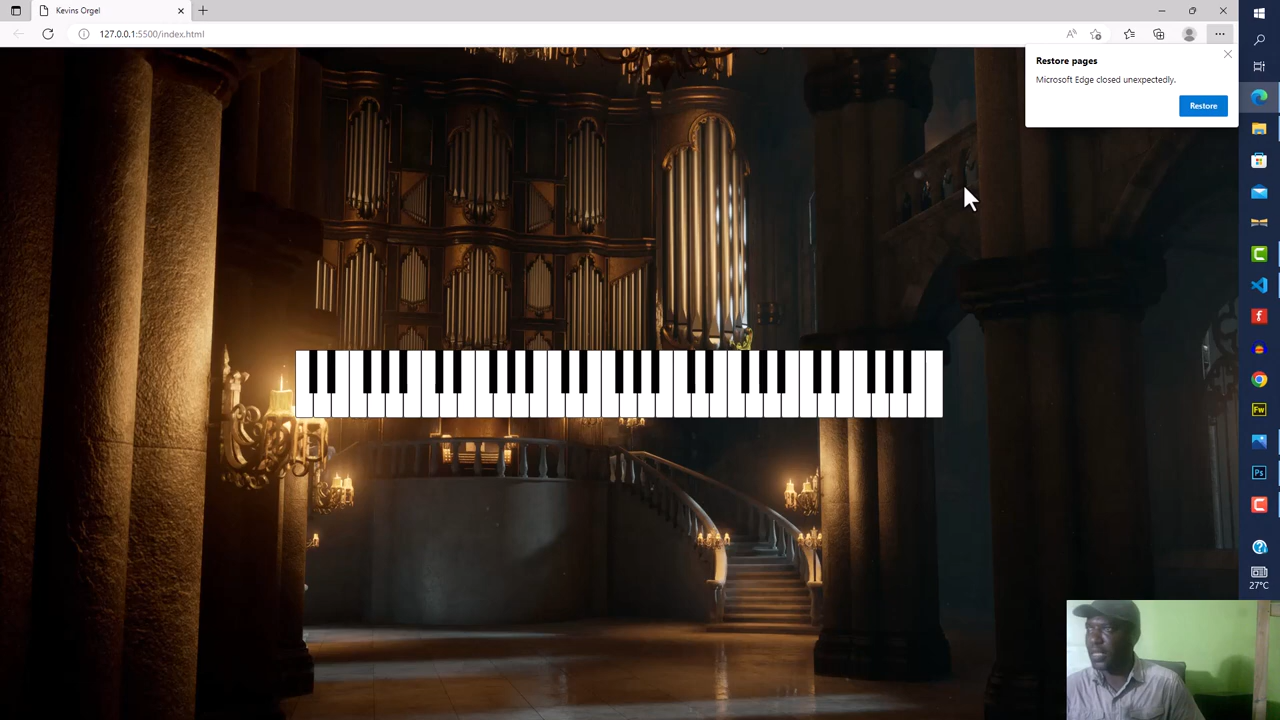 Kevins Orgel
127.0.0.1:5500/index.html
Restore pages
Microsoft Edge closed unexpectedly.
Restore
27°C